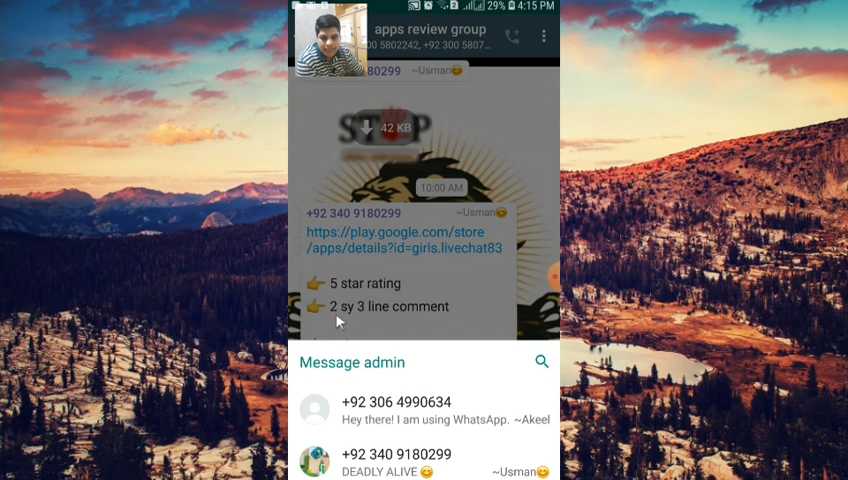 29% 4:15 PM
apps review group
00 5802242, +92 300 5807...
80299 ~Usman😊
STOP
42 KB
10:00 AM
+92 340 9180299 ~Usman😊
https://play.google.com/store
/apps/details?id=girls.livechat83
👉 5 star rating
👉 2 sy 3 line comment
Message admin
+92 306 4990634
Hey there! I am using WhatsApp. ~Akeel
+92 340 9180299
DEADLY ALIVE 😊 ~Usman😊